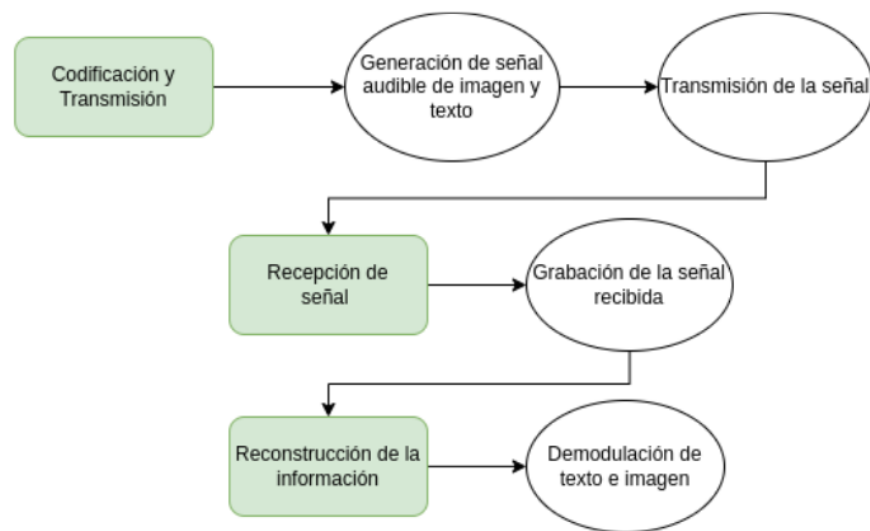 Codificación y
Transmisión
Generación de señal
audible de imagen y
texto
Transmisión de la señal
Recepción de
señal
Grabación de la señal
recibida
Reconstrucción de la
información
Demodulación de
texto e imagen